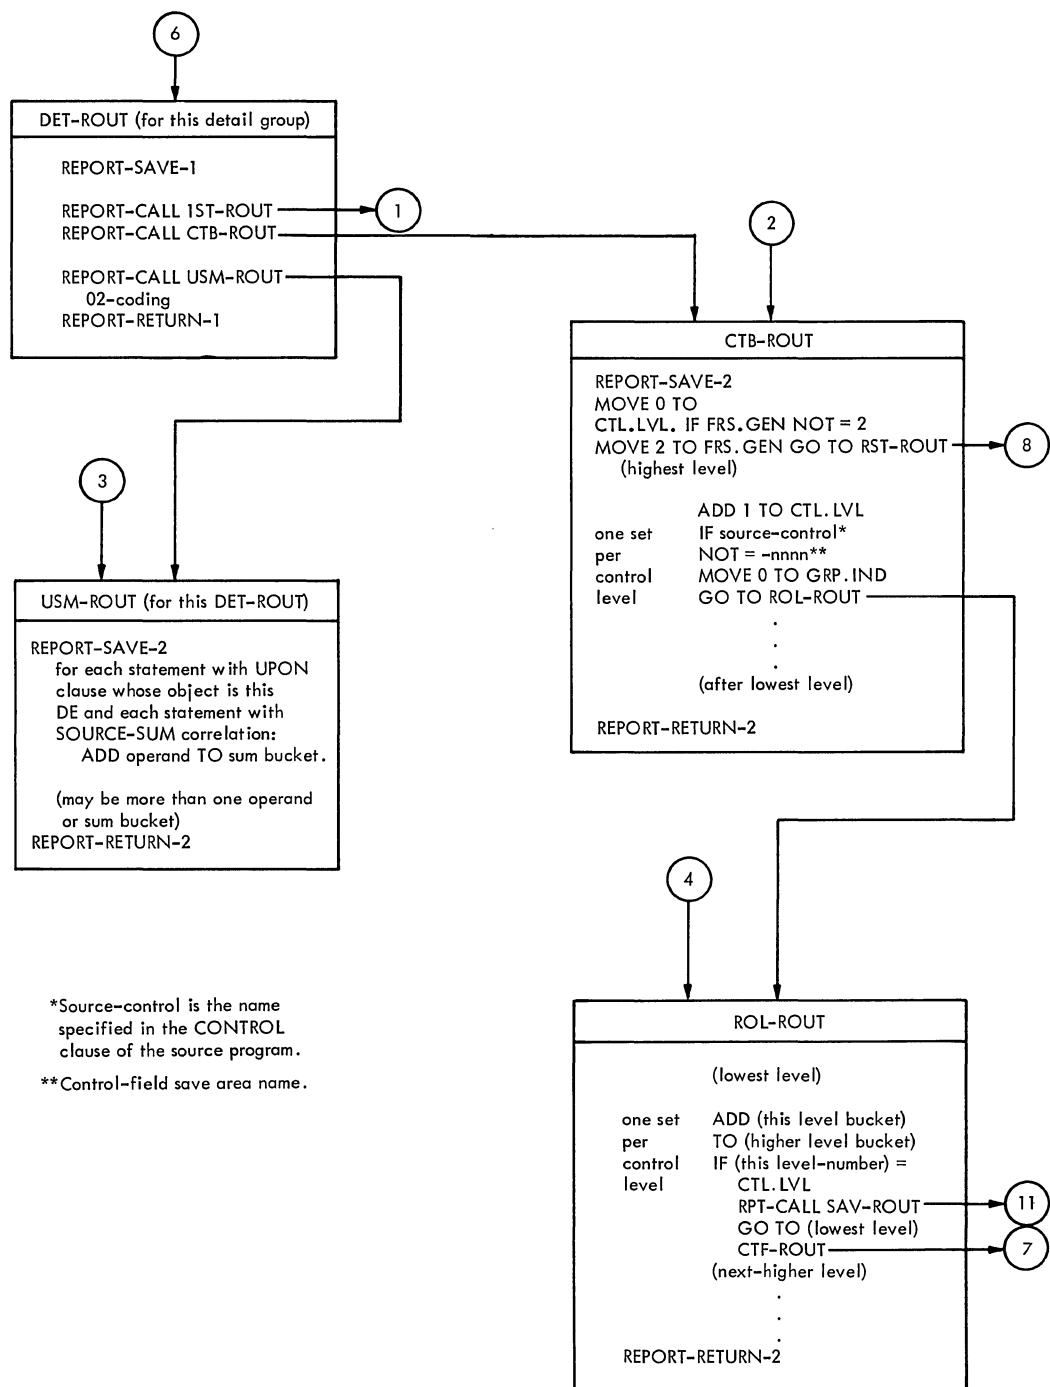 6
DET-ROUT (for this detail group)
REPORT-SAVE-1
REPORT-CALL 1ST-ROUT
1
REPORT-CALL CTB-ROUT
REPORT-CALL USM-ROUT
02-coding
REPORT-RETURN-1
2
CTB-ROUT
REPORT-SAVE-2
MOVE 0 TO
CTL.LVL. IF FRS.GEN NOT = 2
MOVE 2 TO FRS.GEN GO TO RST-ROUT
8
(highest level)
ADD 1 TO CTL.LVL
one set IF source-control*
per NOT = -nnnn**
control MOVE 0 TO GRP.IND
level GO TO ROL-ROUT
.
.
.
(after lowest level)
REPORT-RETURN-2
3
USM-ROUT (for this DET-ROUT)
REPORT-SAVE-2
for each statement with UPON
clause whose object is this
DE and each statement with
SOURCE-SUM correlation:
ADD operand TO sum bucket.
(may be more than one operand
or sum bucket)
REPORT-RETURN-2
4
ROL-ROUT
(lowest level)
one set ADD (this level bucket)
per TO (higher level bucket)
control IF (this level-number) =
level CTL.LVL
RPT-CALL SAV-ROUT
11
GO TO (lowest level)
CTF-ROUT
7
(next-higher level)
.
.
.
REPORT-RETURN-2
*Source-control is the name
specified in the CONTROL
clause of the source program.
**Control-field save area name.